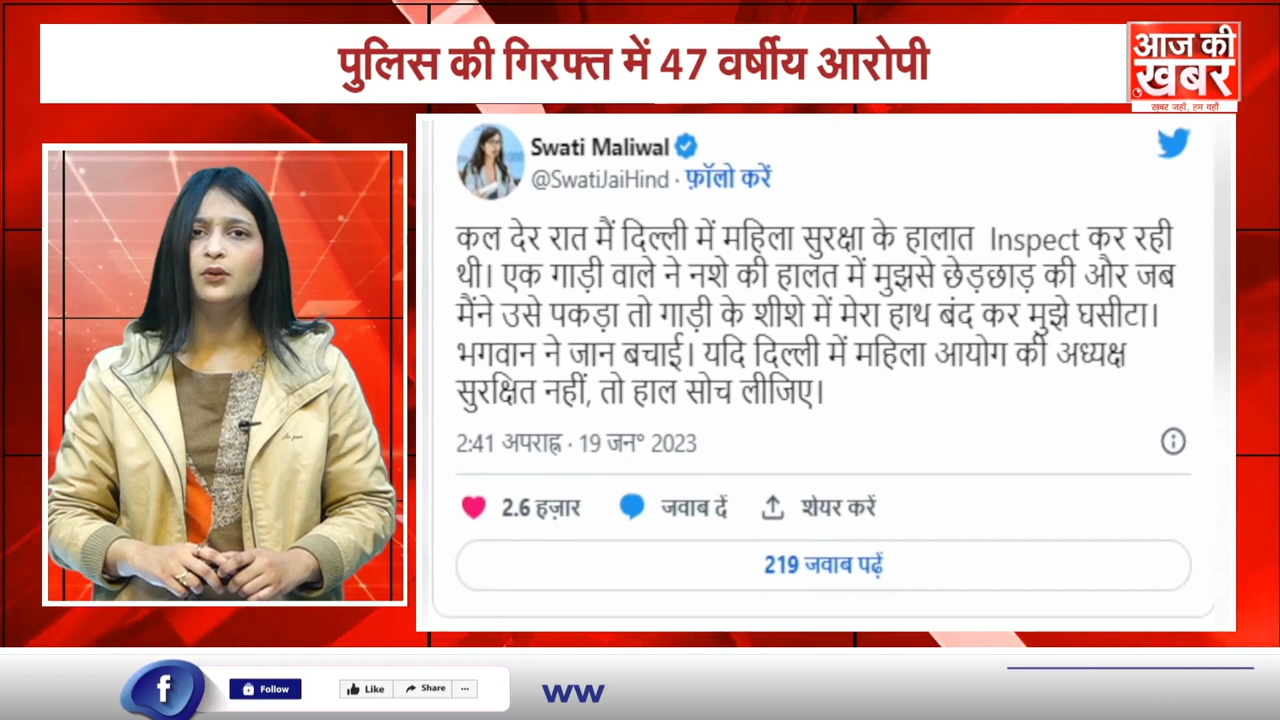 पुलिस की गिरफ्त में 47 वर्षीय आरोपी
आज की
ख़बर
ख़बर जहाँ, हम वहाँ
Swati Maliwal
@SwatiJaiHind · फ़ॉलो करें
कल देर रात मैं दिल्ली में महिला सुरक्षा के हालात Inspect कर रही
थी। एक गाड़ी वाले ने नशे की हालत में मुझसे छेड़छाड़ की और जब
मैंने उसे पकड़ा तो गाड़ी के शीशे में मेरा हाथ बंद कर मुझे घसीटा।
भगवान ने जान बचाई। यदि दिल्ली में महिला आयोग की अध्यक्ष
सुरक्षित नहीं, तो हाल सोच लीजिए।
2:41 अपराह्न · 19 जन॰ 2023
2.6 हज़ार जवाब दें शेयर करें
219 जवाब पढ़ें
f Follow Like Share ...
ww